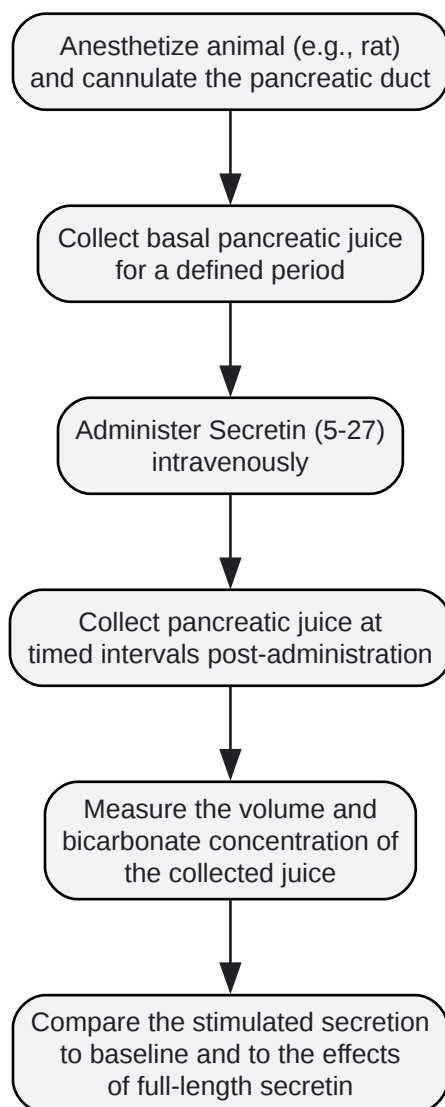 Anesthetize animal (e.g., rat)
and cannulate the pancreatic duct
Collect basal pancreatic juice
for a defined period
Administer Secretin (5-27)
intravenously
Collect pancreatic juice at
timed intervals post-administration
Measure the volume and
bicarbonate concentration of
the collected juice
Compare the stimulated secretion
to baseline and to the effects
of full-length secretin